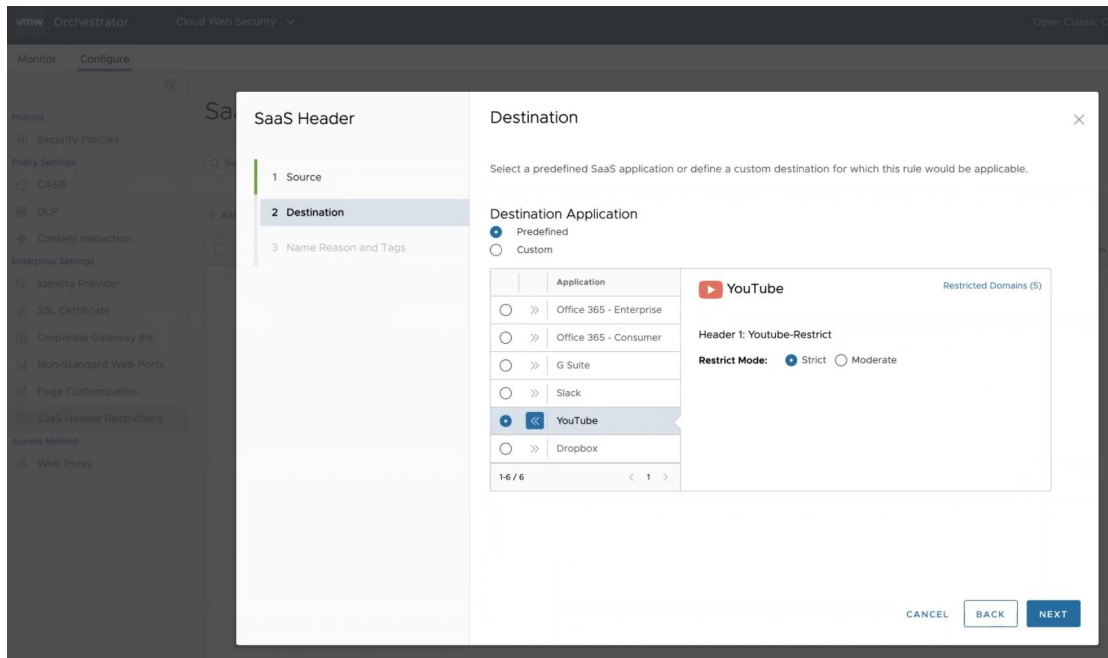 vmw Orchestrator
Cloud Web Security
Open Classic
Monitor
Configure
Policies
Security Policies
Policy Settings
CASB
DLP
Content Inspection
Enterprise Settings
Identity Provider
SSL Certificate
Corporate Gateway IPs
Non-Standard Web Ports
Page Customization
SaaS Header Restrictions
Access Method
Web Proxy
SaaS Header
1 Source
2 Destination
3 Name Reason and Tags
Destination
Select a predefined SaaS application or define a custom destination for which this rule would be applicable.
Destination Application
Predefined
Custom
Application
Office 365 - Enterprise
Office 365 - Consumer
G Suite
Slack
YouTube
Dropbox
1-6 / 6
1
YouTube
Restricted Domains (5)
Header 1: Youtube-Restrict
Restrict Mode: Strict Moderate
CANCEL
BACK
NEXT